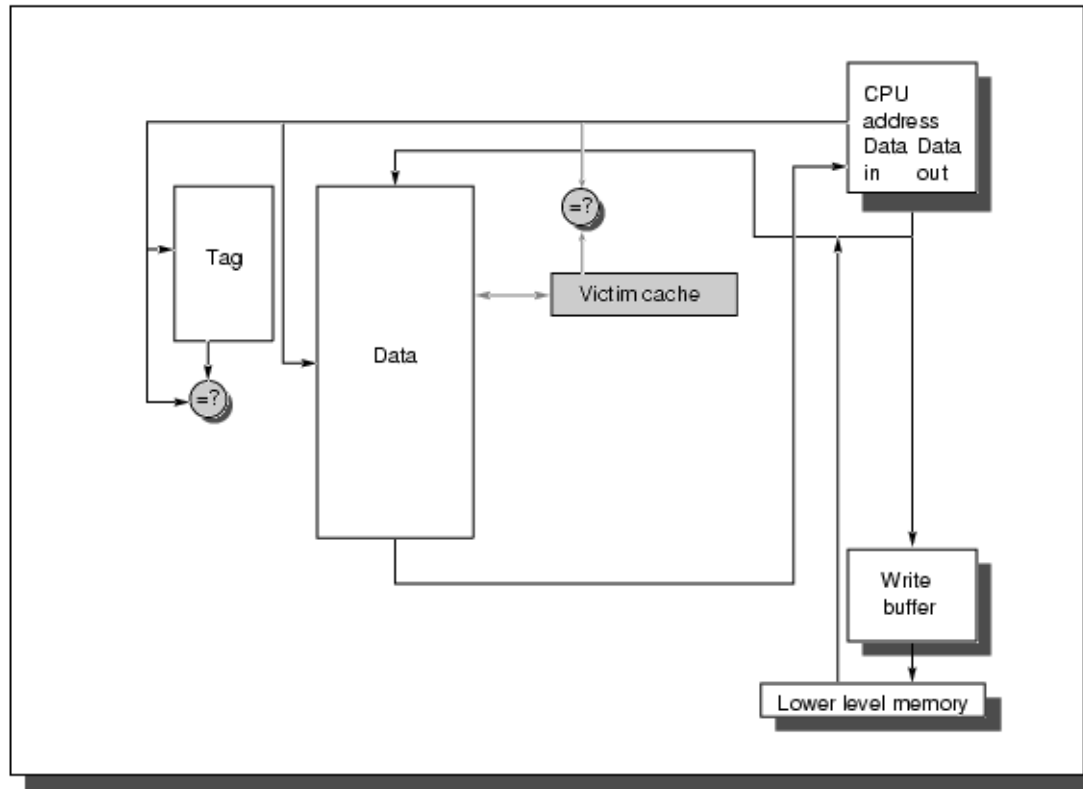 CPU
address
Data Data
in out
=?
Tag
Victim cache
Data
=?
Write
buffer
Lower level memory